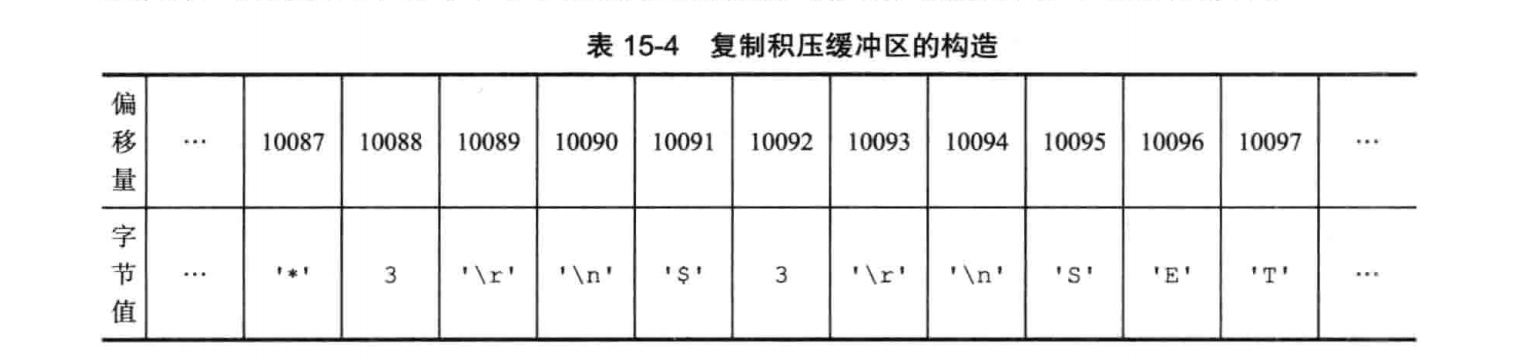 表 15-4 复制积压缓冲区的构造
偏移量 … 10087 10088 10089 10090 10091 10092 10093 10094 10095 10096 10097 …
字节值 … '*' 3 '\r' '\n' '$' 3 '\r' '\n' 'S' 'E' 'T' …